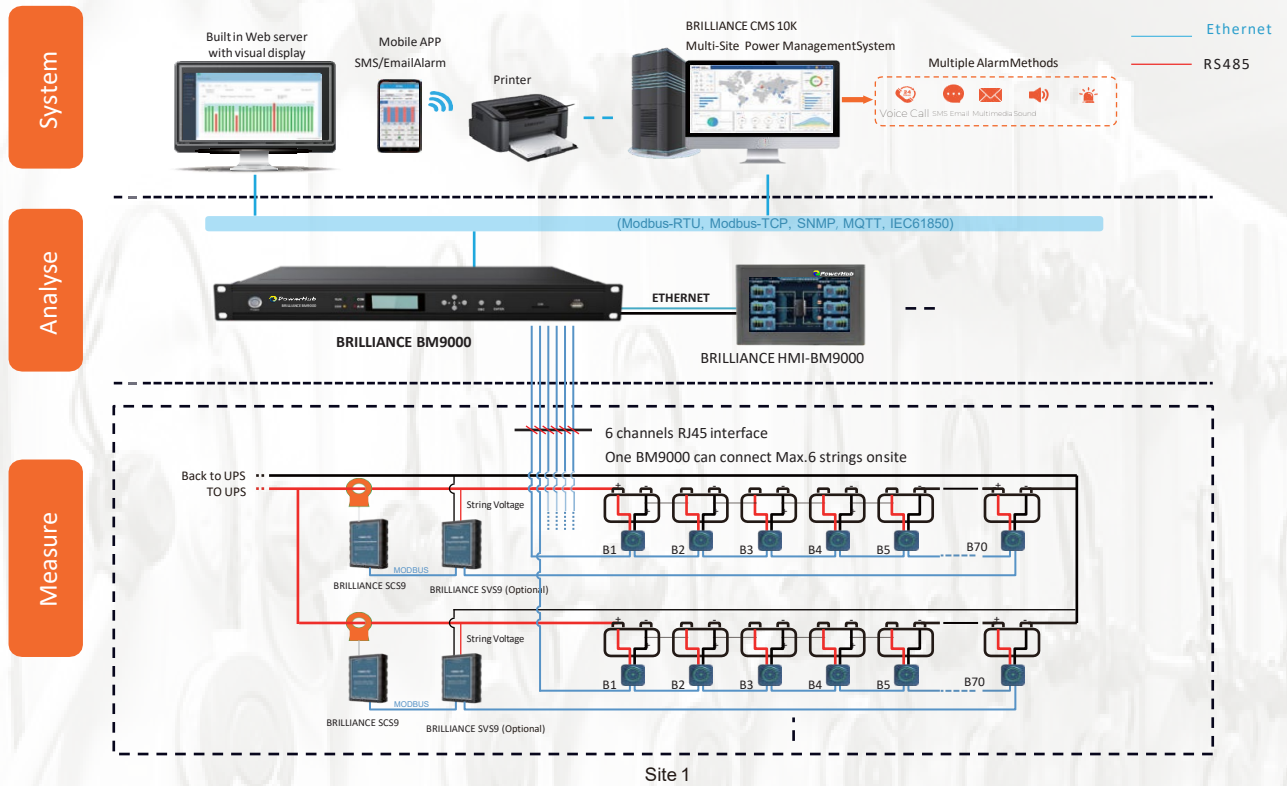 System
Built in Web server
with visual display
Mobile APP
SMS/EmailAlarm
Printer
BRILLIANCE CMS 10K
Multi-Site Power ManagementSystem
Multiple AlarmMethods
Voice Call SMS Email Multimedia Sound
Ethernet
RS485
Analyse
(Modbus-RTU, Modbus-TCP, SNMP, MQTT, IEC61850)
PowerHub
BRILLIANCE BM9000
ETHERNET
PowerHub
BRILLIANCE BM9000
BRILLIANCE HMI-BM9000
Measure
6 channels RJ45 interface
One BM9000 can connect Max.6 strings onsite
Back to UPS
TO UPS
String Voltage
B1 B2 B3 B4 B5 B70
MODBUS
BRILLIANCE SCS9
BRILLIANCE SVS9 (Optional)
String Voltage
B1 B2 B3 B4 B5 B70
MODBUS
BRILLIANCE SCS9
BRILLIANCE SVS9 (Optional)
Site 1